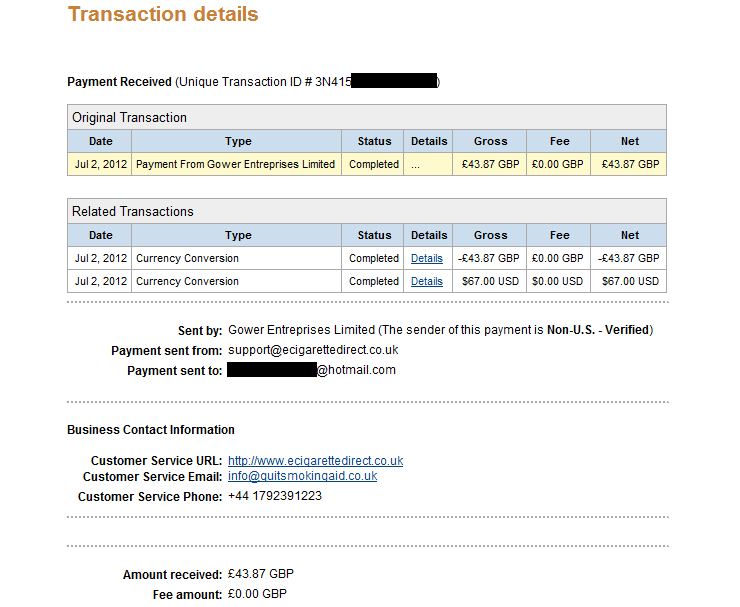 Transaction details
Payment Received (Unique Transaction ID # 3N415 )
Original Transaction
Date Type Status Details Gross Fee Net
Jul 2, 2012 Payment From Gower Entreprises Limited Completed ... £43.87 GBP £0.00 GBP £43.87 GBP
Related Transactions
Date Type Status Details Gross Fee Net
Jul 2, 2012 Currency Conversion Completed Details -£43.87 GBP £0.00 GBP -£43.87 GBP
Jul 2, 2012 Currency Conversion Completed Details $67.00 USD $0.00 USD $67.00 USD
Sent by: Gower Entreprises Limited (The sender of this payment is Non-U.S. - Verified)
Payment sent from: support@ecigarettedirect.co.uk
Payment sent to: @hotmail.com
Business Contact Information
Customer Service URL: http://www.ecigarettedirect.co.uk
Customer Service Email: info@quitsmokingaid.co.uk
Customer Service Phone: +44 1792391223
Amount received: £43.87 GBP
Fee amount: £0.00 GBP